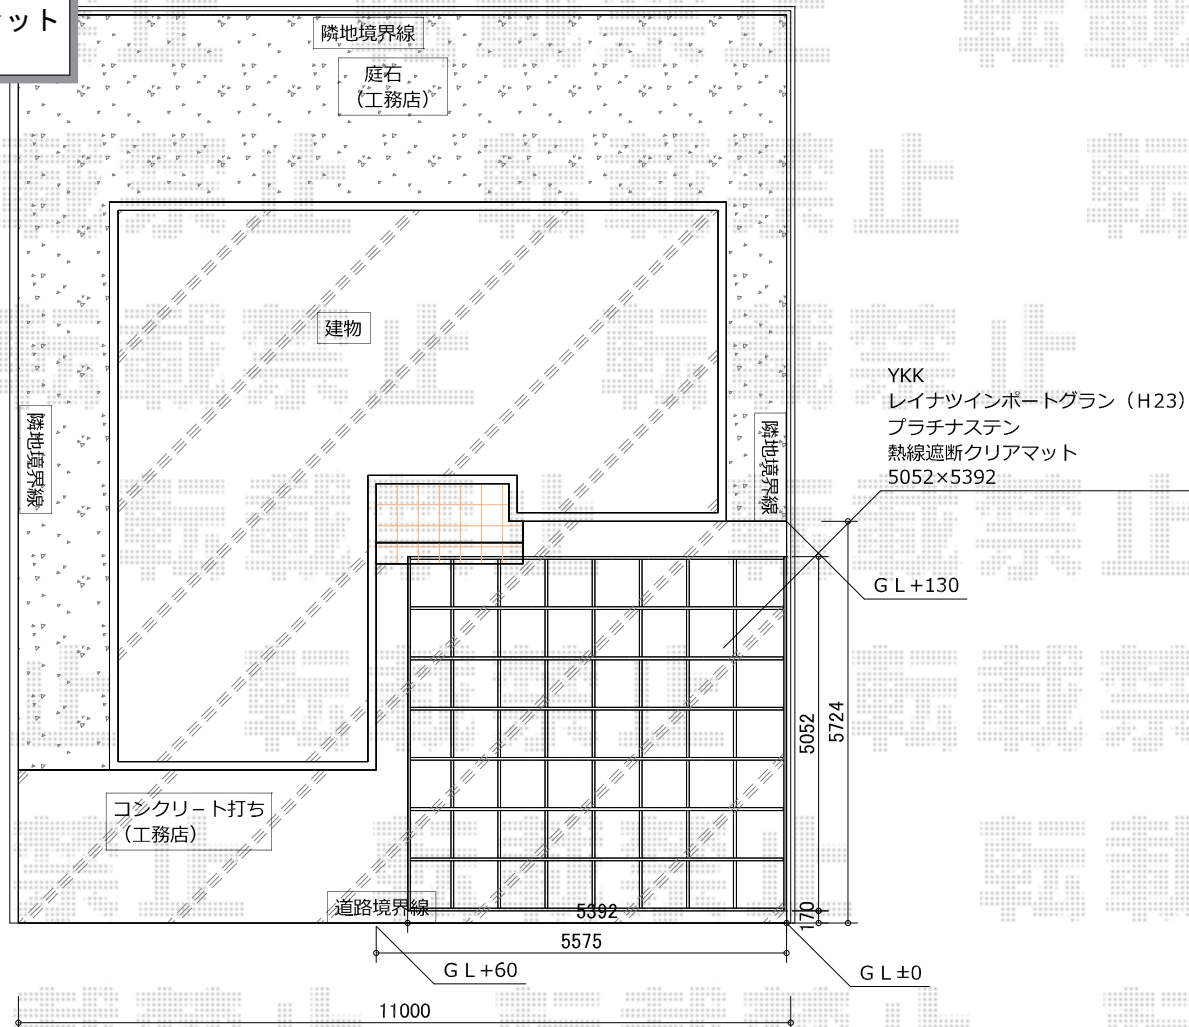 ット
隣地境界線
庭石
（工務店）
建物
隣地境界線
隣地境界線
YKK
レイナツインポートグラン（H23）
プラチナステン
熱線遮断クリアマット
5052×5392
ＧＬ+130
5052
5724
コンクリート打ち
（工務店）
道路境界線
5392
170
5575
ＧＬ+60
ＧＬ±0
11000
転載禁止